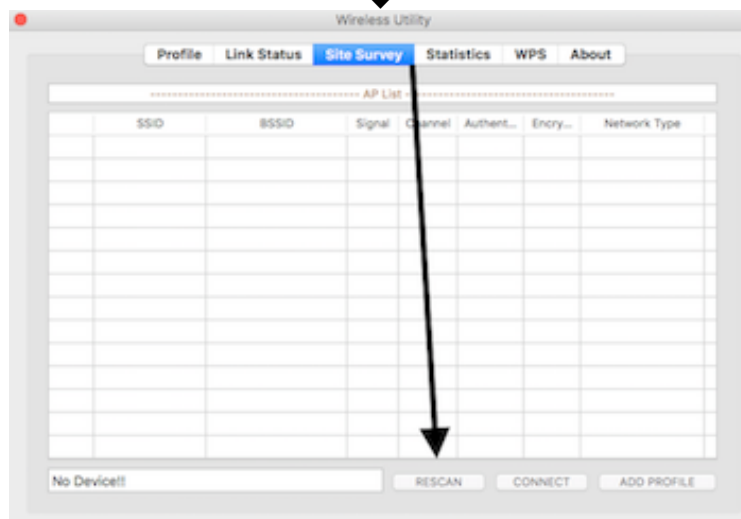 Wireless Utility
Profile Link Status Site Survey Statistics WPS About
------------------------------------ AP List ------------------------------------
SSID BSSID Signal Channel Authent... Encry... Network Type
No Device!! RESCAN CONNECT ADD PROFILE